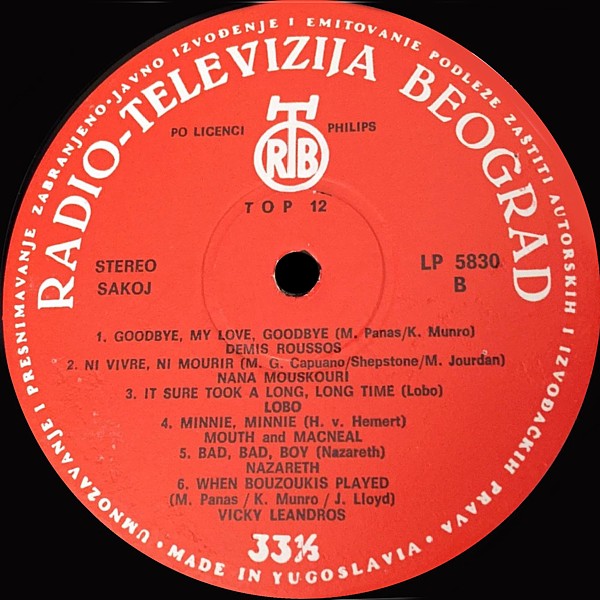 UMNOŽAVANJE I PRESNIMAVANJE ZABRANJENO-JAVNO IZVOĐENJE I EMITOVANJE PODLEŽE ZAŠTITI AUTORSKIH I IZVOĐAČKIH PRAVA
RADIO-TELEVIZIJA BEOGRAD
PO LICENCI PHILIPS
RTB
TOP 12
STEREO LP 5830
SAKOJ B
1. GOODBYE, MY LOVE, GOODBYE (M. Panas/K. Munro)
DEMIS ROUSSOS
2. NI VIVRE, NI MOURIR (M. G. Capuano/Shepstone/M. Jourdan)
NANA MOUSKOURI
3. IT SURE TOOK A LONG, LONG TIME (Lobo)
LOBO
4. MINNIE, MINNIE (H. v. Hemert)
MOUTH and MACNEAL
5. BAD, BAD, BOY (Nazareth)
NAZARETH
6. WHEN BOUZOUKIS PLAYED
(M. Panas / K. Munro / J. Lloyd)
VICKY LEANDROS
33⅓
• MADE IN YUGOSLAVIA •